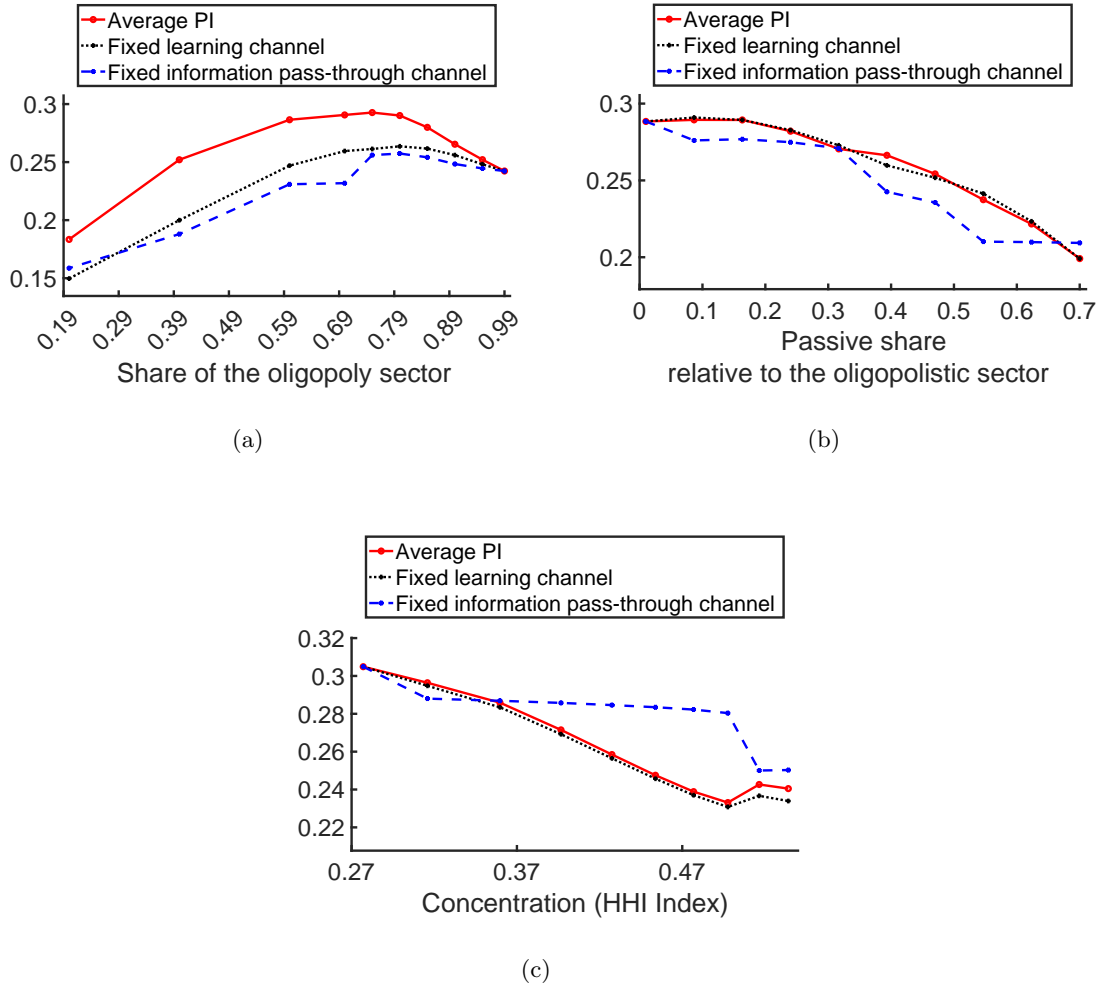 Average PI
Fixed learning channel
Fixed information pass-through channel
0.3
0.25
0.2
0.15
0.19
0.29
0.39
0.49
0.59
0.69
0.79
0.89
0.99
Share of the oligopoly sector
(a)
Average PI
Fixed learning channel
Fixed information pass-through channel
0.3
0.25
0.2
0
0.1
0.2
0.3
0.4
0.5
0.6
0.7
Passive share
relative to the oligopolistic sector
(b)
Average PI
Fixed learning channel
Fixed information pass-through channel
0.32
0.3
0.28
0.26
0.24
0.22
0.27
0.37
0.47
Concentration (HHI Index)
(c)